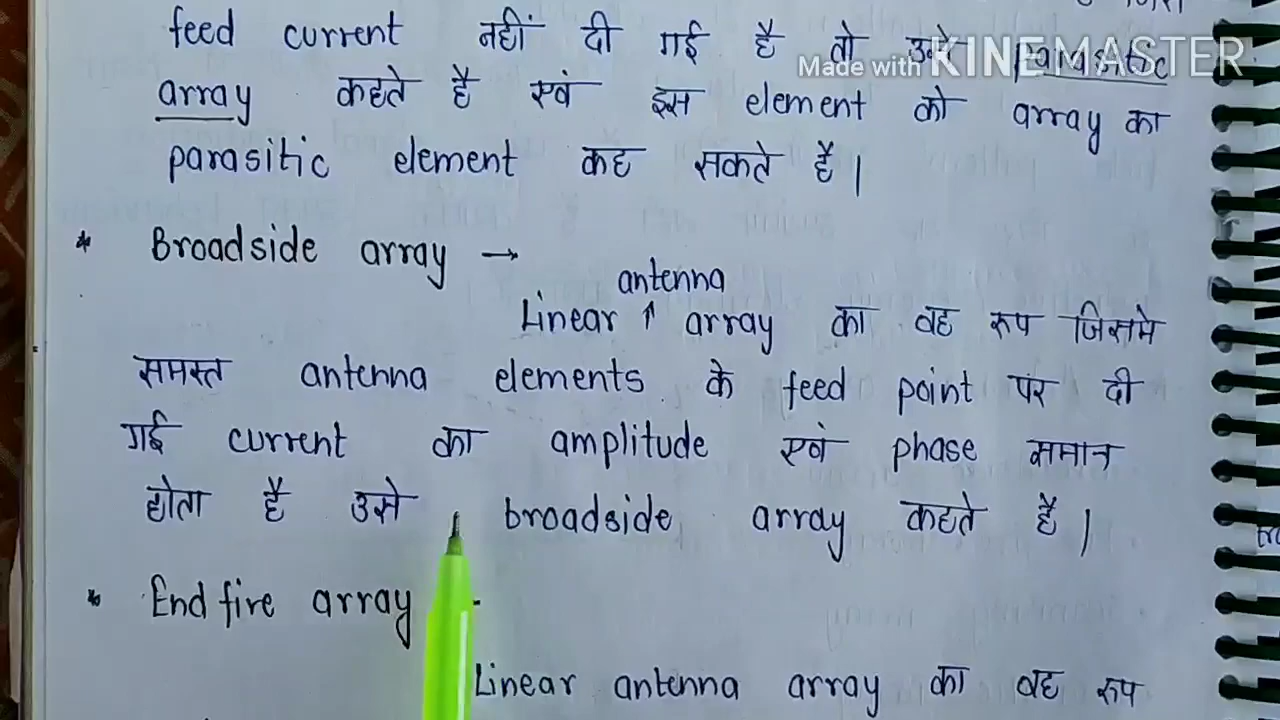 feed current नहीं दी गई है तो उसे parasitic
Made with KINEMASTER
array कहते है एवं इस element को array का
parasitic element कह सकते है।
* Broadside array →
antenna
Linear ↑ array का वह रूप जिसमे
समस्त antenna elements के feed point पर दी
गई current का amplitude एवं phase समान
होता है उसे broadside array कहते है।
* End fire array -
Linear antenna array का वह रूप